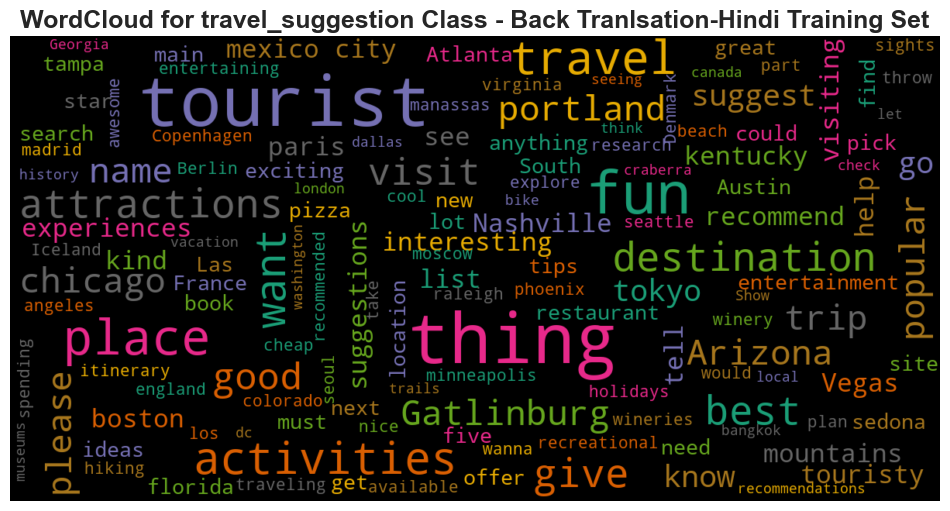 WordCloud for travel_suggestion Class - Back Tranlsation-Hindi Training Set
Georgia
main
mexico city
Atlanta
travel
great
sights
tampa
entertaining
virginia
seeing
canada
part
find
throw
star
awesome
tourist
manassas
portland
Denmark
suggest
visiting
let
search
Copenhagen
paris
dallas
see
anything
think
research
beach
could
pick
madrid
name
Berlin
exciting
visit
South
explore
fun
craberra
kentucky
check
go
history
london
cool
new
bike
Austin
help
attractions
pizza
lot
Nashville
seattle
recommend
experiences
want
washington
recommended
suggestions
interesting
popular
Iceland
vacation
kind
Las
moscow
tips
destination
chicago
France
take
location
list
raleigh
phoenix
tokyo
Show
entertainment
angeles
book
cheap
restaurant
tell
winery
trip
place
seoul
thing
Arizona
site
museums
spending
please
itinerary
england
good
minneapolis
trails
holidays
would
local
Vegas
colorado
boston
must
next
nice
Gatlinburg
wineries
best
bangkok
plan
sedona
ideas
los
dc
five
wanna
recreational
need
mountains
hiking
activities
florida
traveling
get
available
offer
give
know
touristy
recommendations